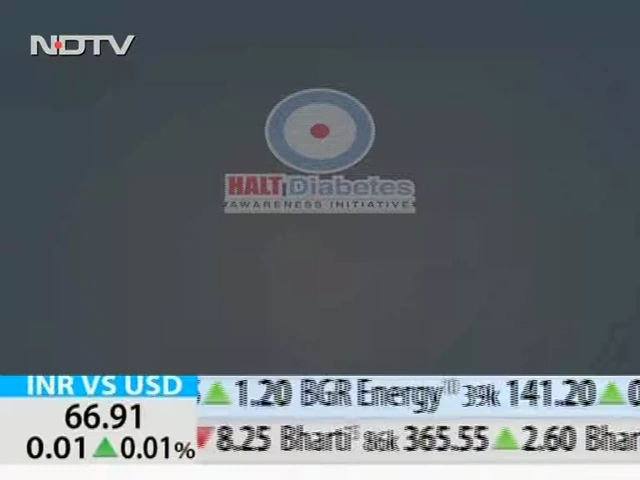 NDTV
HALT Diabetes
AWARENESS INITIATIVE
INR VS USD
66.91
0.01 0.01%
1.20 BGR Energy 39k 141.20
8.25 Bharti 86k 365.55 2.60 Bhar